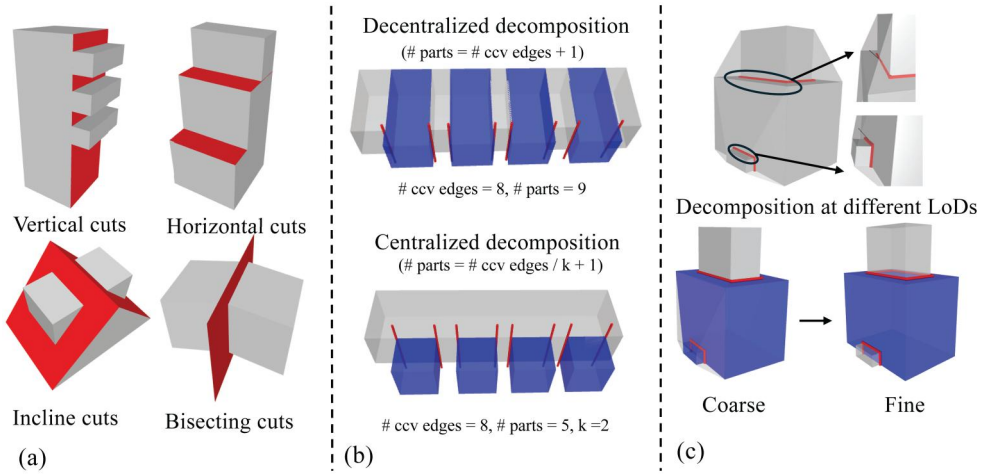 Vertical cuts
Horizontal cuts
Incline cuts
Bisecting cuts
(a)
Decentralized decomposition
(# parts = # ccv edges + 1)
# ccv edges = 8, # parts = 9
Centralized decomposition
(# parts = # ccv edges / k + 1)
# ccv edges = 8, # parts = 5, k =2
(b)
Decomposition at different LoDs
Coarse
Fine
(c)